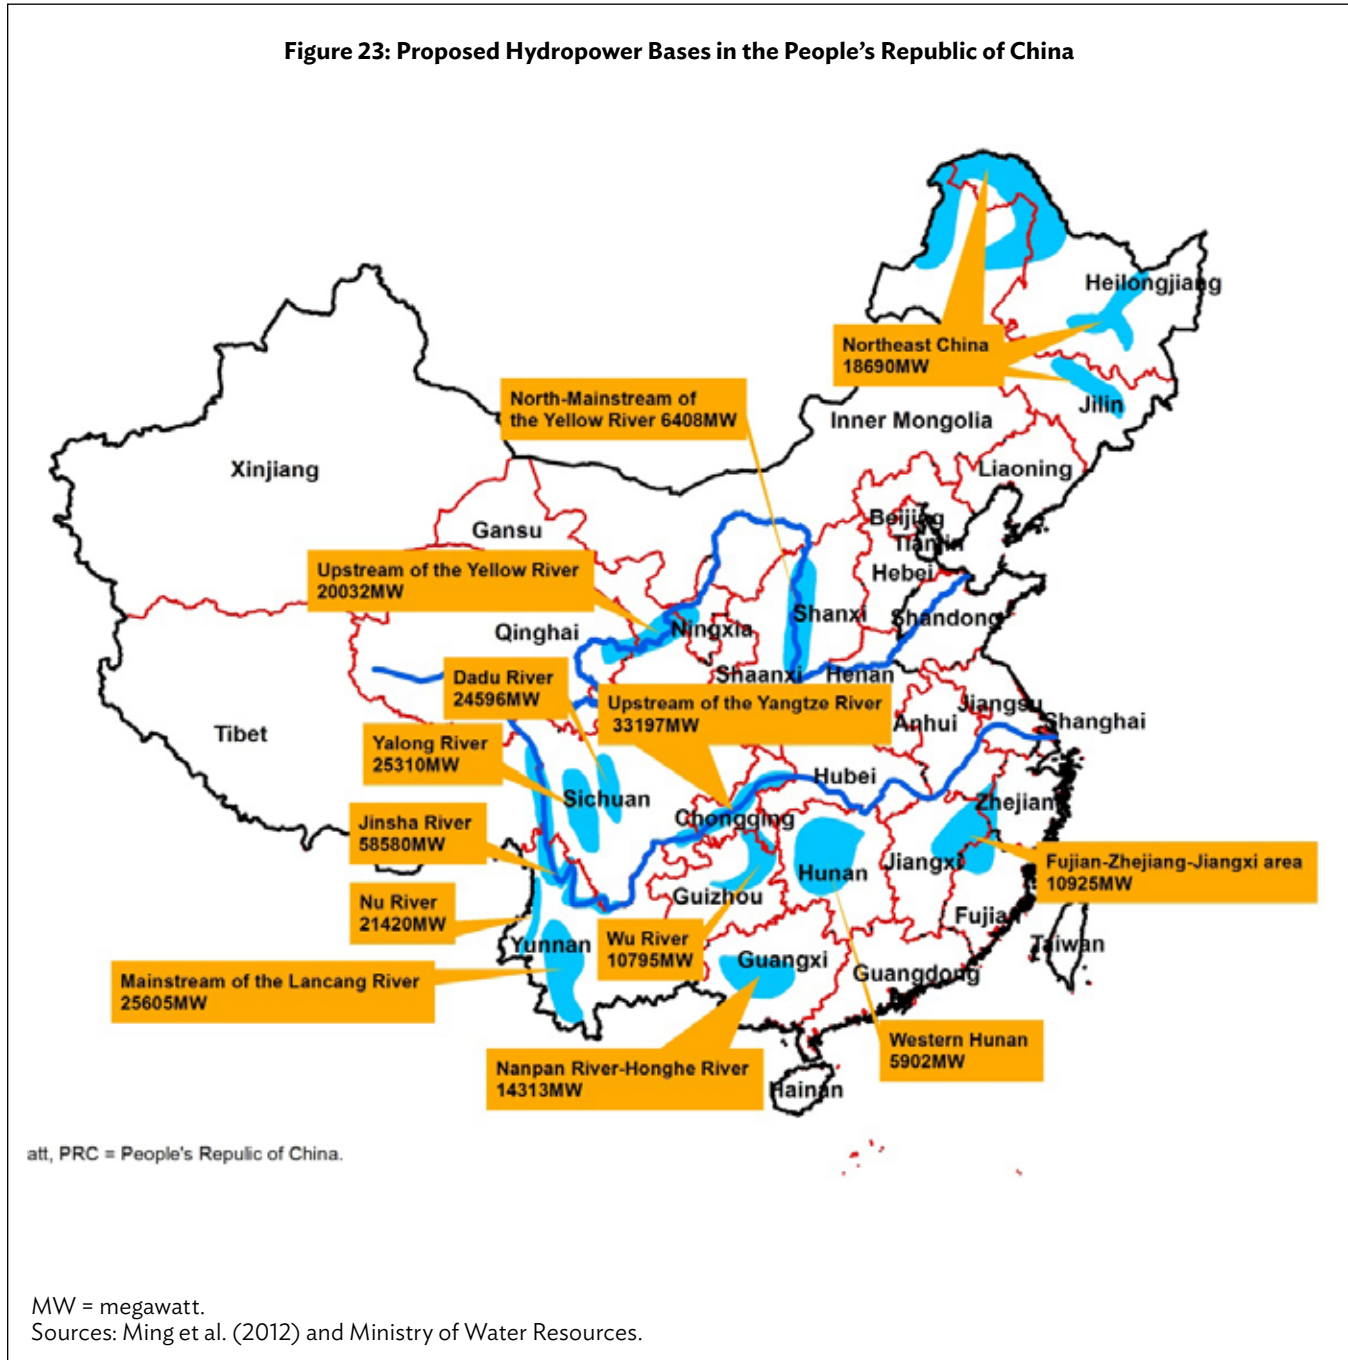 Figure 23: Proposed Hydropower Bases in the People's Republic of China
Heilongjiang
Northeast China
18690MW
North-Mainstream of
the Yellow River 6408MW
Jilin
Inner Mongolia
Xinjiang
Liaoning
Gansu
Beijing
Tianjin
Hebei
Upstream of the Yellow River
20032MW
Shanxi
Shandong
Qinghai
Ningxia
Shaanxi
Henan
Dadu River
24596MW
Upstream of the Yangtze River
33197MW
Jiangsu
Anhui
Shanghai
Tibet
Yalong River
25310MW
Hubei
Sichuan
Zhejian
Chongqing
Jinsha River
58580MW
Jiangxi
Fujian-Zhejiang-Jiangxi area
10925MW
Hunan
Guizhou
Nu River
21420MW
Fujian
Yunnan
Wu River
10795MW
Taiwan
Guangxi
Guangdong
Mainstream of the Lancang River
25605MW
Western Hunan
5902MW
Nanpan River-Honghe River
14313MW
Hainan
att, PRC = People's Repulic of China.
MW = megawatt.
Sources: Ming et al. (2012) and Ministry of Water Resources.